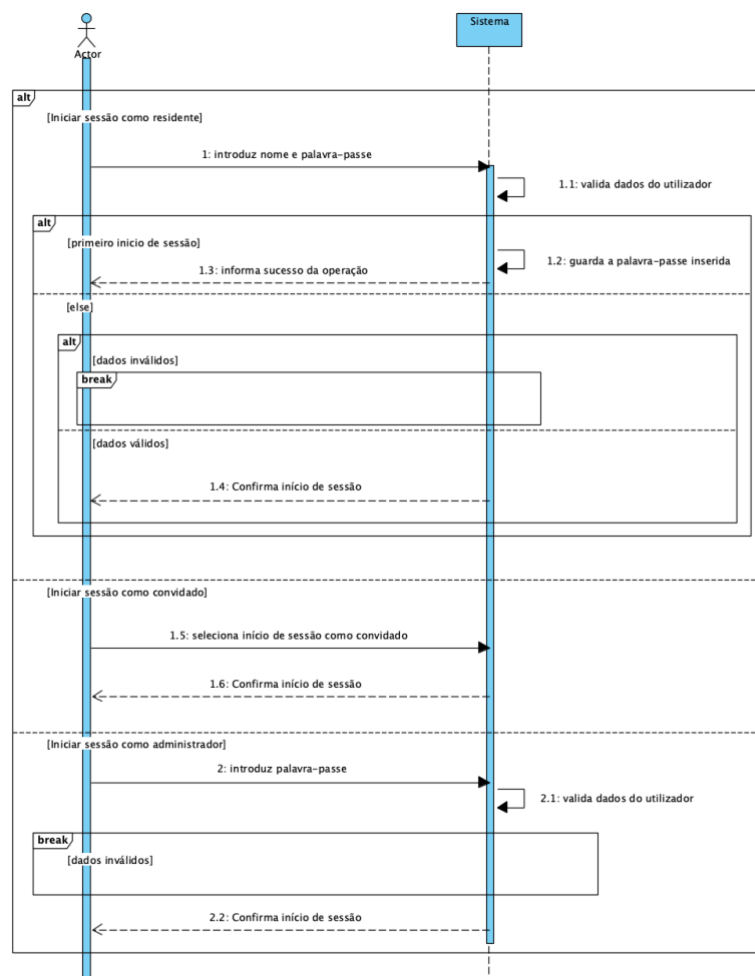 Actor
Sistema
alt
[Iniciar sessão como residente]
1: introduz nome e palavra-passe
1.1: valida dados do utilizador
alt
[primeiro inicio de sessão]
1.2: guarda a palavra-passe inserida
1.3: informa sucesso da operação
[else]
alt
[dados inválidos]
break
[dados válidos]
1.4: Confirma início de sessão
[Iniciar sessão como convidado]
1.5: seleciona início de sessão como convidado
1.6: Confirma início de sessão
[Iniciar sessão como administrador]
2: introduz palavra-passe
2.1: valida dados do utilizador
break
[dados inválidos]
2.2: Confirma início de sessão